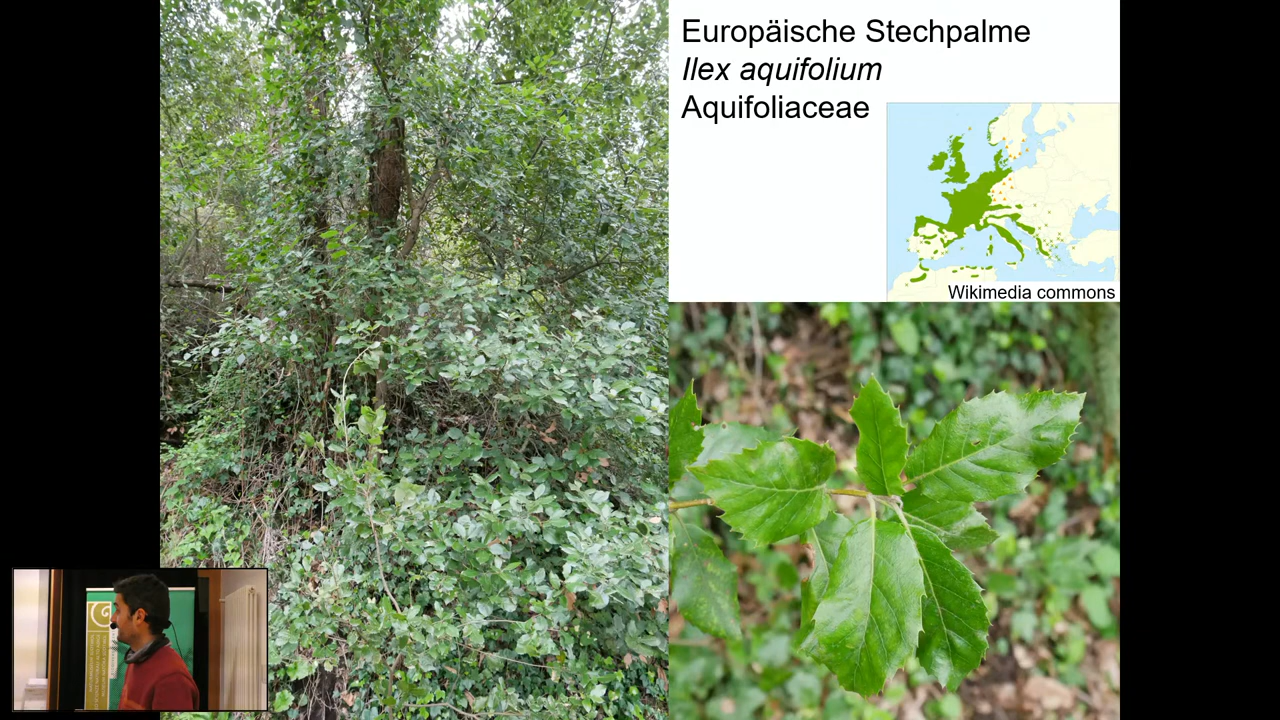 Europäische Stechpalme
Ilex aquifolium
Aquifoliaceae
Wikimedia commons